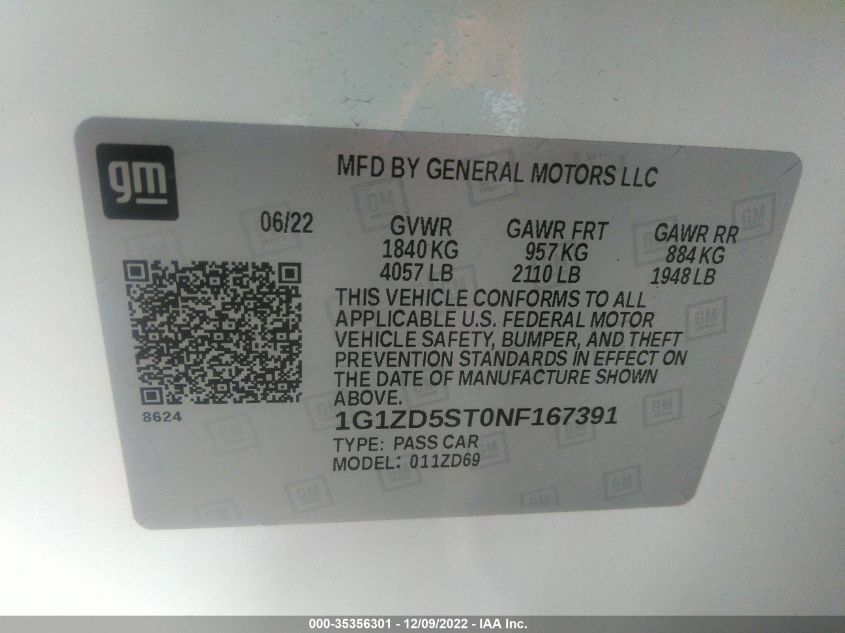 gm
MFD BY GENERAL MOTORS LLC
06/22
GVWR
1840 KG
4057 LB
GAWR FRT
957 KG
2110 LB
GAWR RR
884 KG
1948 LB
THIS VEHICLE CONFORMS TO ALL
APPLICABLE U.S. FEDERAL MOTOR
VEHICLE SAFETY, BUMPER, AND THEFT
PREVENTION STANDARDS IN EFFECT ON
THE DATE OF MANUFACTURE SHOWN
ABOVE.
8624
1G1ZD5ST0NF167391
TYPE: PASS CAR
MODEL: 011ZD69
000-35356301 - 12/09/2022 - IAA Inc.